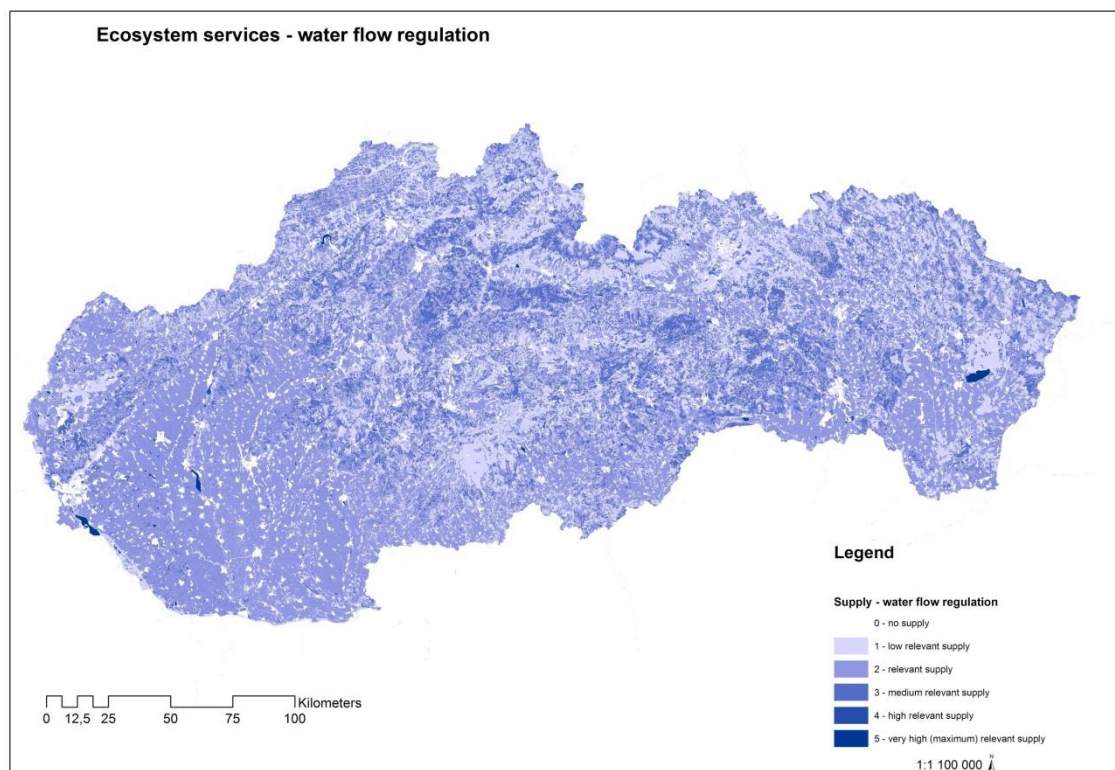 Ecosystem services - water flow regulation
Legend
Supply - water flow regulation
0 - no supply
1 - low relevant supply
2 - relevant supply
3 - medium relevant supply
4 - high relevant supply
5 - very high (maximum) relevant supply
Kilometers
0 12,5 25 50 75 100
N
1:1 100 000